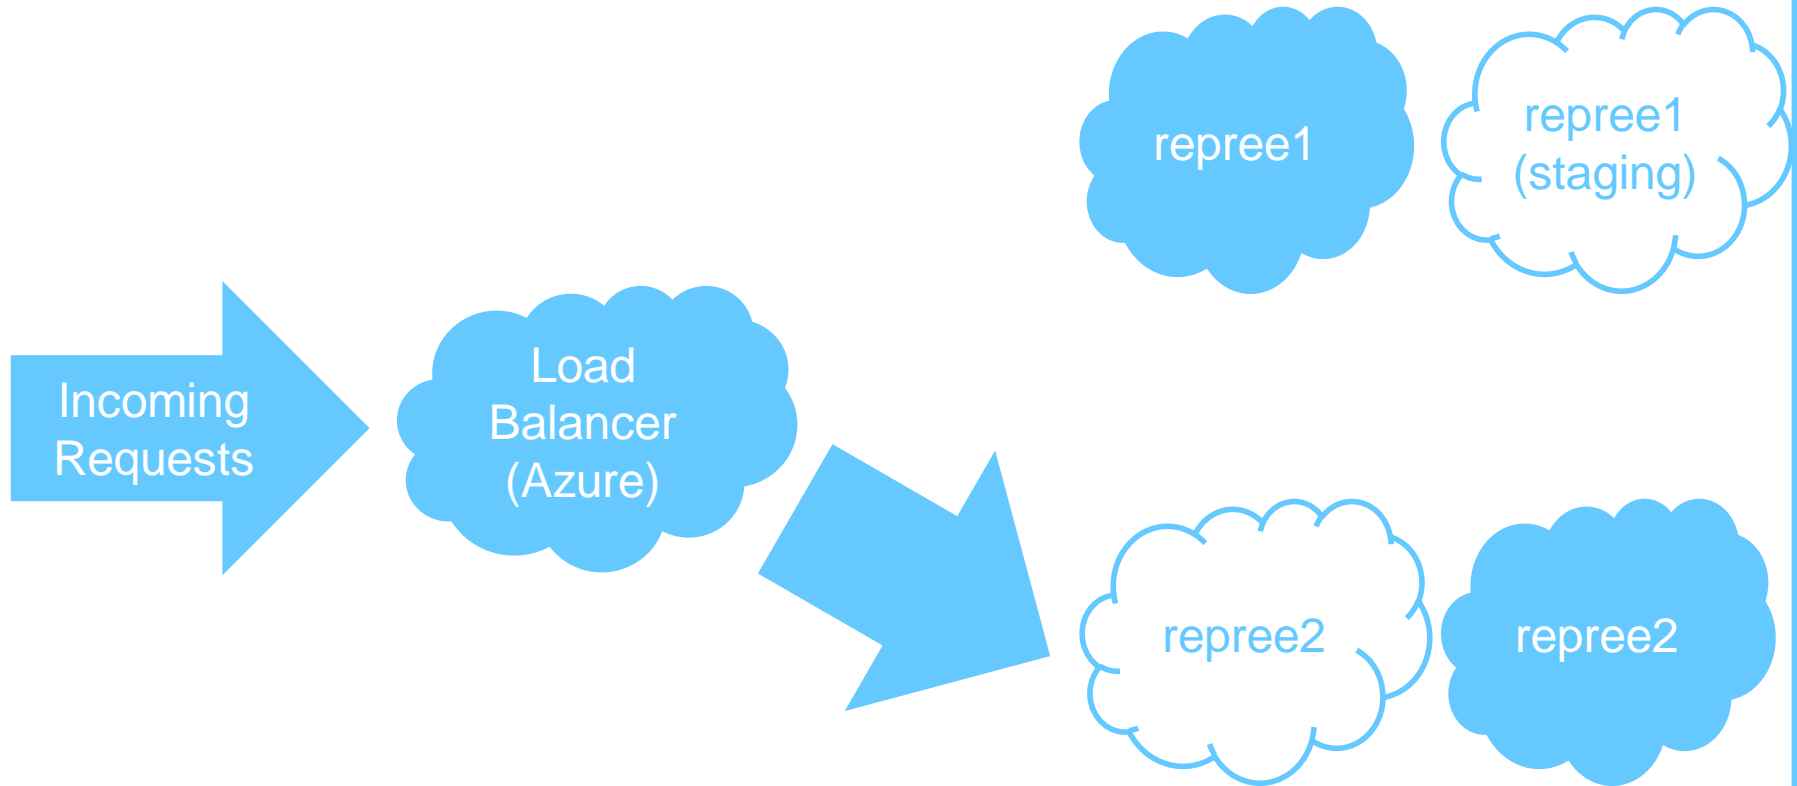 repree1
repree1
(staging)
Incoming
Requests
Load
Balancer
(Azure)
repree2
repree2